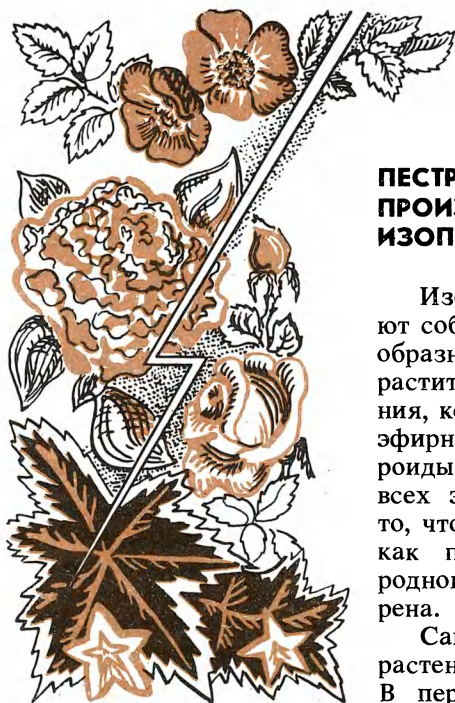 ПЕСТР
ПРОИЗ
ИЗОП
Изо
ют соб
образн
растит
ния, ко
эфирн
роиды
всех з
то, что
как п
родног
рена.
Сам
растен
В пер